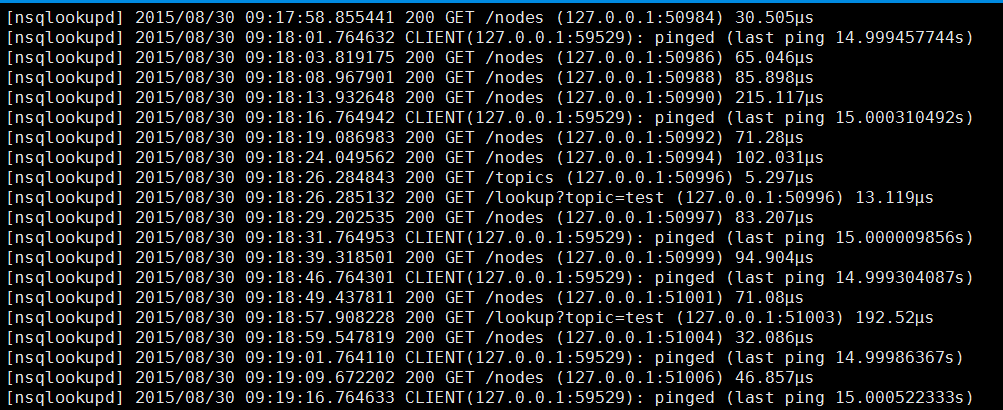 [nsqlookupd] 2015/08/30 09:17:58.855441 200 GET /nodes (127.0.0.1:50984) 30.505µs
[nsqlookupd] 2015/08/30 09:18:01.764632 CLIENT(127.0.0.1:59529): pinged (last ping 14.999457744s)
[nsqlookupd] 2015/08/30 09:18:03.819175 200 GET /nodes (127.0.0.1:50986) 65.046µs
[nsqlookupd] 2015/08/30 09:18:08.967901 200 GET /nodes (127.0.0.1:50988) 85.898µs
[nsqlookupd] 2015/08/30 09:18:13.932648 200 GET /nodes (127.0.0.1:50990) 215.117µs
[nsqlookupd] 2015/08/30 09:18:16.764942 CLIENT(127.0.0.1:59529): pinged (last ping 15.000310492s)
[nsqlookupd] 2015/08/30 09:18:19.086983 200 GET /nodes (127.0.0.1:50992) 71.28µs
[nsqlookupd] 2015/08/30 09:18:24.049562 200 GET /nodes (127.0.0.1:50994) 102.031µs
[nsqlookupd] 2015/08/30 09:18:26.284843 200 GET /topics (127.0.0.1:50996) 5.297µs
[nsqlookupd] 2015/08/30 09:18:26.285132 200 GET /lookup?topic=test (127.0.0.1:50996) 13.119µs
[nsqlookupd] 2015/08/30 09:18:29.202535 200 GET /nodes (127.0.0.1:50997) 83.207µs
[nsqlookupd] 2015/08/30 09:18:31.764953 CLIENT(127.0.0.1:59529): pinged (last ping 15.000009856s)
[nsqlookupd] 2015/08/30 09:18:39.318501 200 GET /nodes (127.0.0.1:50999) 94.904µs
[nsqlookupd] 2015/08/30 09:18:46.764301 CLIENT(127.0.0.1:59529): pinged (last ping 14.999304087s)
[nsqlookupd] 2015/08/30 09:18:49.437811 200 GET /nodes (127.0.0.1:51001) 71.08µs
[nsqlookupd] 2015/08/30 09:18:57.908228 200 GET /lookup?topic=test (127.0.0.1:51003) 192.52µs
[nsqlookupd] 2015/08/30 09:18:59.547819 200 GET /nodes (127.0.0.1:51004) 32.086µs
[nsqlookupd] 2015/08/30 09:19:01.764110 CLIENT(127.0.0.1:59529): pinged (last ping 14.99986367s)
[nsqlookupd] 2015/08/30 09:19:09.672202 200 GET /nodes (127.0.0.1:51006) 46.857µs
[nsqlookupd] 2015/08/30 09:19:16.764633 CLIENT(127.0.0.1:59529): pinged (last ping 15.000522333s)